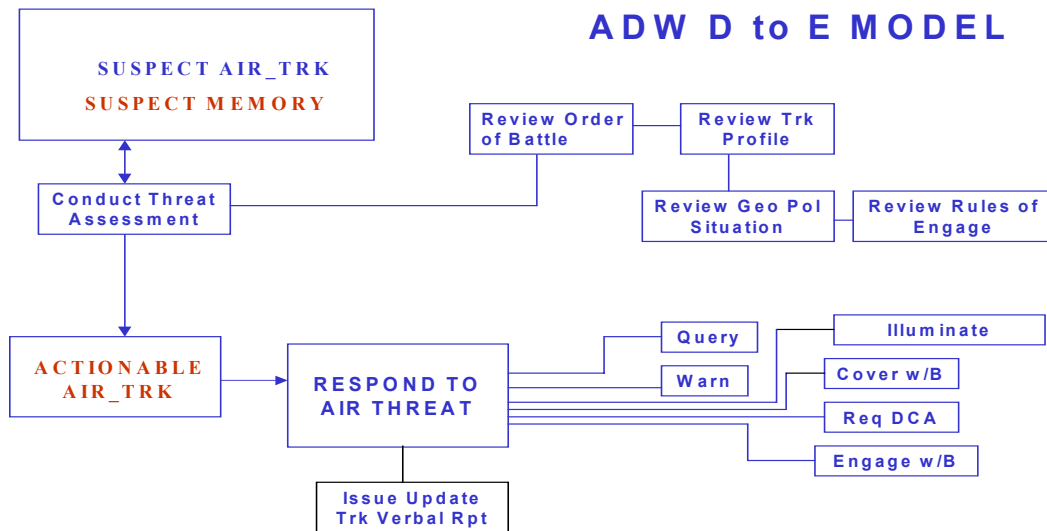 ADW D to E MODEL
SUSPECT AIR_TRK
SUSPECT MEMORY
Review Order
of Battle
Review Trk
Profile
Conduct Threat
Assessment
Review Geo Pol
Situation
Review Rules of
Engage
ACTIONABLE
AIR_TRK
RESPOND TO
AIR THREAT
Query
Illuminate
Warn
Cover w/B
Req DCA
Engage w/B
Issue Update
Trk Verbal Rpt